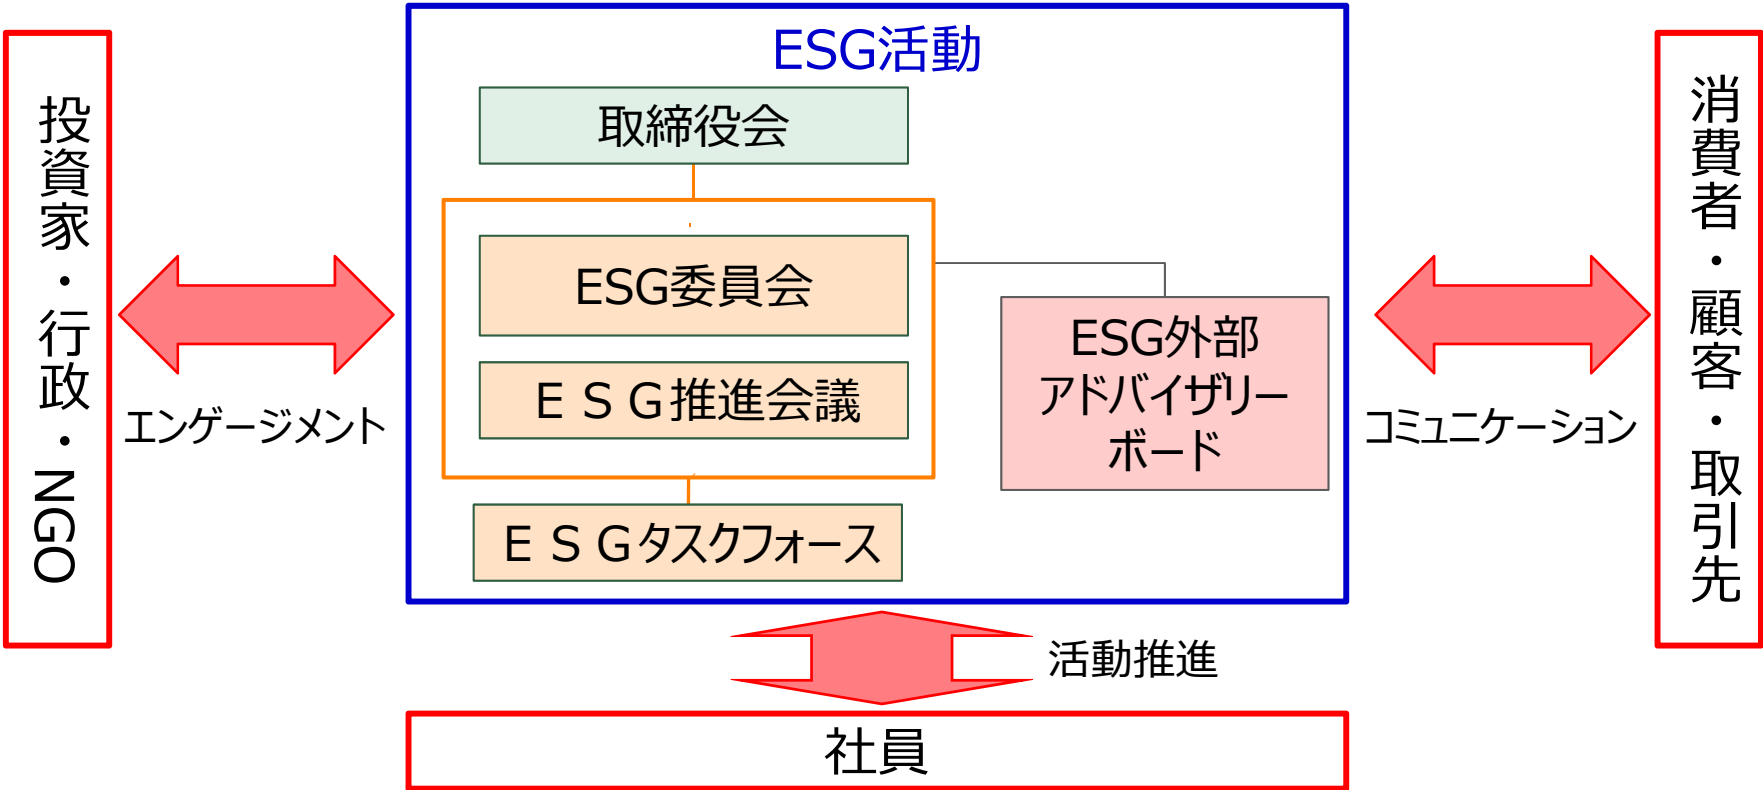 ESG活動
取締役会
ESG委員会
ＥＳＧ推進会議
ＥＳＧタスクフォース
ESG外部
アドバイザリー
ボード
投資家・行政・NGO
エンゲージメント
消費者・顧客・取引先
コミュニケーション
活動推進
社員